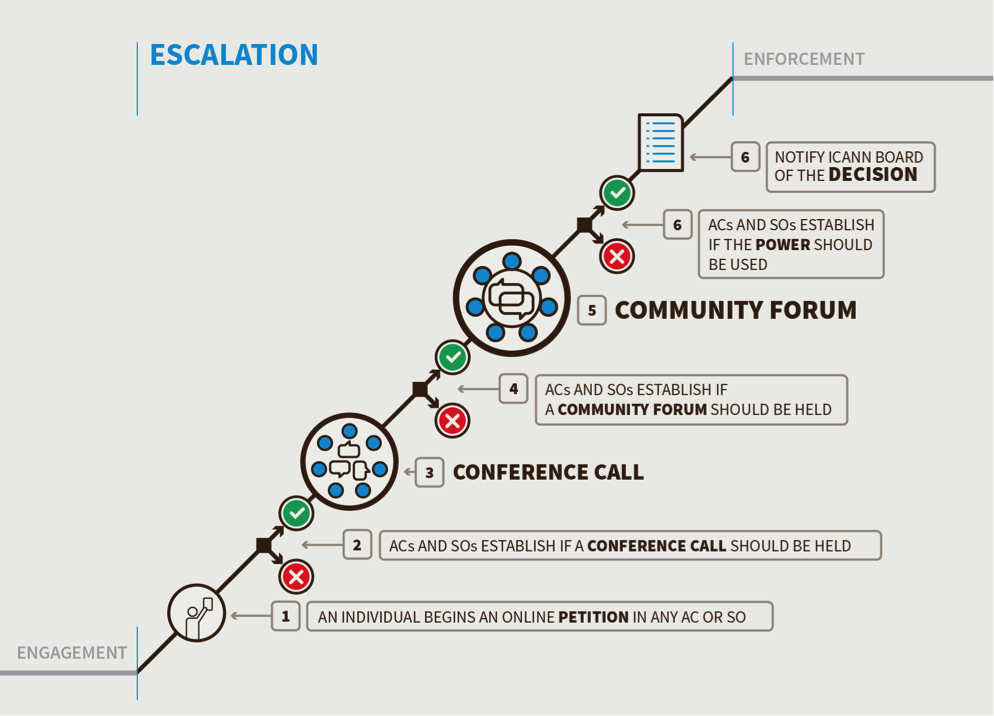 ESCALATION
ENFORCEMENT
6
NOTIFY ICANN BOARD
OF THE DECISION
6
ACs AND SOs ESTABLISH
IF THE POWER SHOULD
BE USED
5
COMMUNITY FORUM
4
ACs AND SOs ESTABLISH IF
A COMMUNITY FORUM SHOULD BE HELD
3
CONFERENCE CALL
2
ACs AND SOs ESTABLISH IF A CONFERENCE CALL SHOULD BE HELD
1
AN INDIVIDUAL BEGINS AN ONLINE PETITION IN ANY AC OR SO
ENGAGEMENT